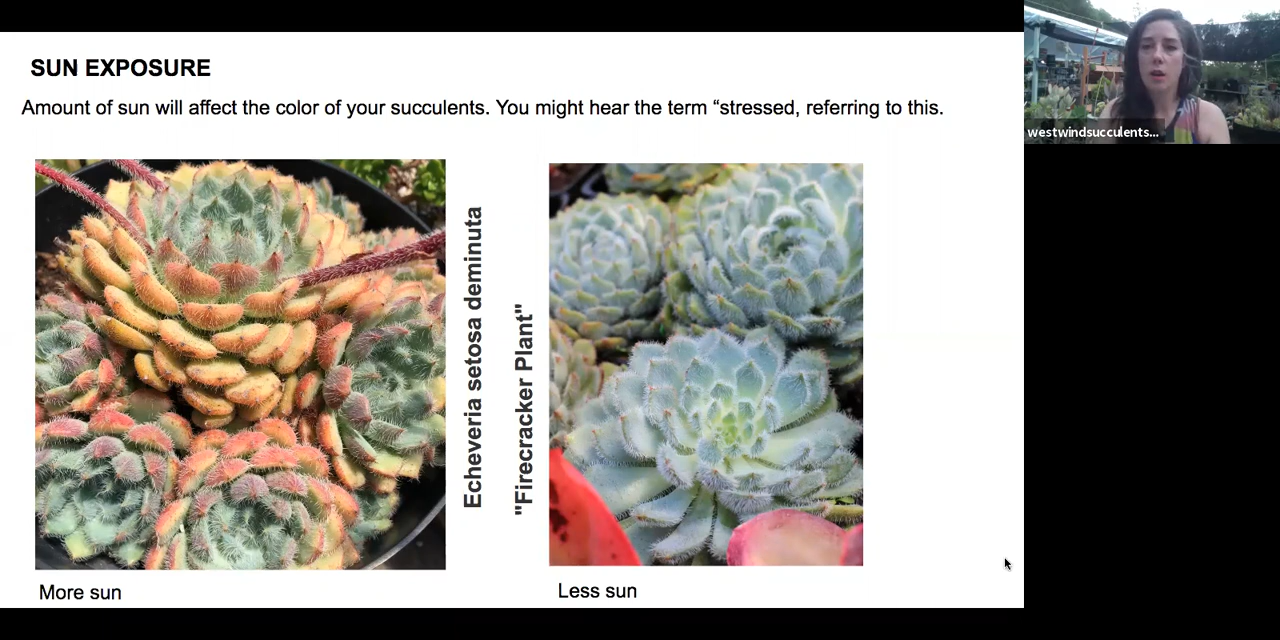 SUN EXPOSURE
Amount of sun will affect the color of your succulents. You might hear the term “stressed, referring to this.
westwindsucculents...
Echeveria setosa deminuta
"Firecracker Plant"
More sun
Less sun